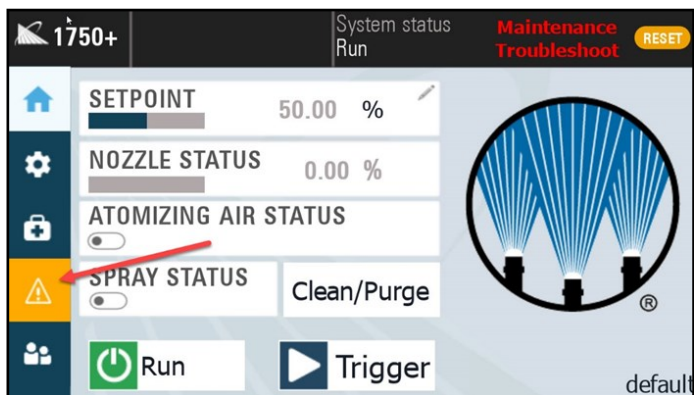 1750+
System status
Run
Maintenance
Troubleshoot
RESET
SETPOINT
50.00 %
NOZZLE STATUS
0.00 %
ATOMIZING AIR STATUS
SPRAY STATUS
Clean/Purge
®
Run
Trigger
default